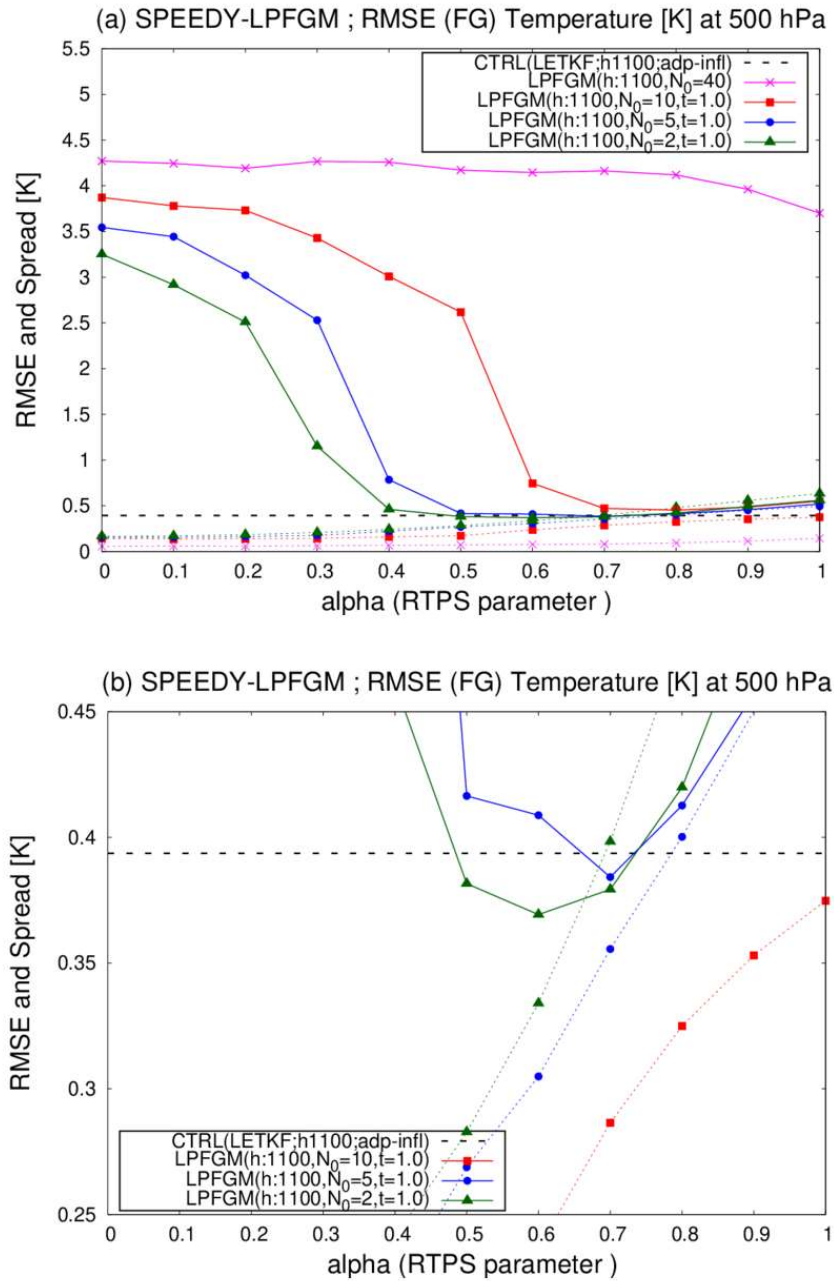 (a) SPEEDY-LPFGM ; RMSE (FG) Temperature [K] at 500 hPa
CTRL(LETKF;h1100;adp-infl)
LPFGM(h:1100,N₀=40)
LPFGM(h:1100,N₀=10,t=1.0)
LPFGM(h:1100,N₀=5,t=1.0)
LPFGM(h:1100,N₀=2,t=1.0)
RMSE and Spread [K]
5.5
5
4.5
4
3.5
3
2.5
2
1.5
1
0.5
0
0 0.1 0.2 0.3 0.4 0.5 0.6 0.7 0.8 0.9 1
alpha (RTPS parameter )
(b) SPEEDY-LPFGM ; RMSE (FG) Temperature [K] at 500 hPa
RMSE and Spread [K]
0.45
0.4
0.35
0.3
0.25
CTRL(LETKF;h1100;adp-infl)
LPFGM(h:1100,N₀=10,t=1.0)
LPFGM(h:1100,N₀=5,t=1.0)
LPFGM(h:1100,N₀=2,t=1.0)
0 0.1 0.2 0.3 0.4 0.5 0.6 0.7 0.8 0.9 1
alpha (RTPS parameter )